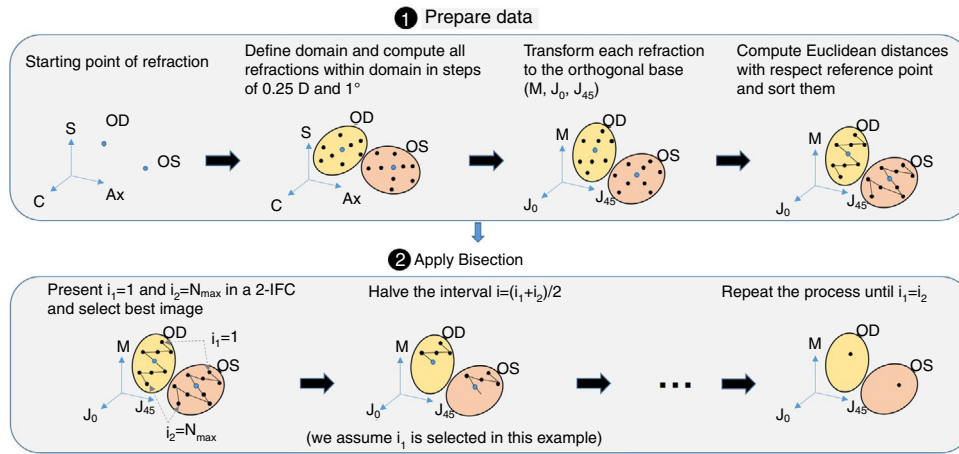 1 Prepare data
Starting point of refraction
Define domain and compute all
refractions within domain in steps
of 0.25 D and 1°
Transform each refraction
to the orthogonal base
(M, J₀, J₄₅)
Compute Euclidean distances
with respect reference point
and sort them
S
OD
OS
C
Ax
S
OD
OS
C
Ax
M
OD
OS
J₀
J₄₅
M
OD
OS
J₀
J₄₅
2 Apply Bisection
Present i₁=1 and i₂=Nmax in a 2-IFC
and select best image
Halve the interval i=(i₁+i₂)/2
Repeat the process until i₁=i₂
M
OD
i₁=1
OS
J₀
J₄₅
i₂=Nmax
M
OD
OS
J₀
J₄₅
(we assume i₁ is selected in this example)
...
M
OD
OS
J₀
J₄₅